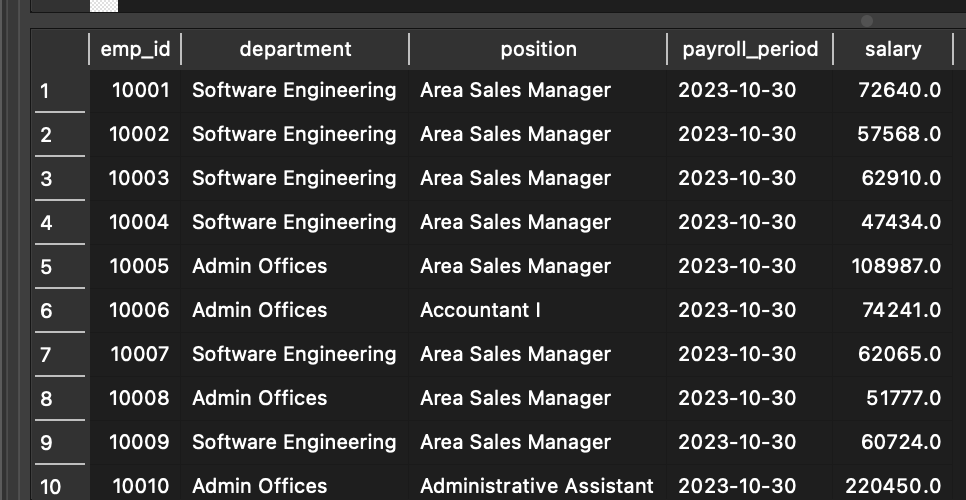 emp_id department position payroll_period salary
1 10001 Software Engineering Area Sales Manager 2023-10-30 72640.0
2 10002 Software Engineering Area Sales Manager 2023-10-30 57568.0
3 10003 Software Engineering Area Sales Manager 2023-10-30 62910.0
4 10004 Software Engineering Area Sales Manager 2023-10-30 47434.0
5 10005 Admin Offices Area Sales Manager 2023-10-30 108987.0
6 10006 Admin Offices Accountant I 2023-10-30 74241.0
7 10007 Software Engineering Area Sales Manager 2023-10-30 62065.0
8 10008 Admin Offices Area Sales Manager 2023-10-30 51777.0
9 10009 Software Engineering Area Sales Manager 2023-10-30 60724.0
10 10010 Admin Offices Administrative Assistant 2023-10-30 220450.0